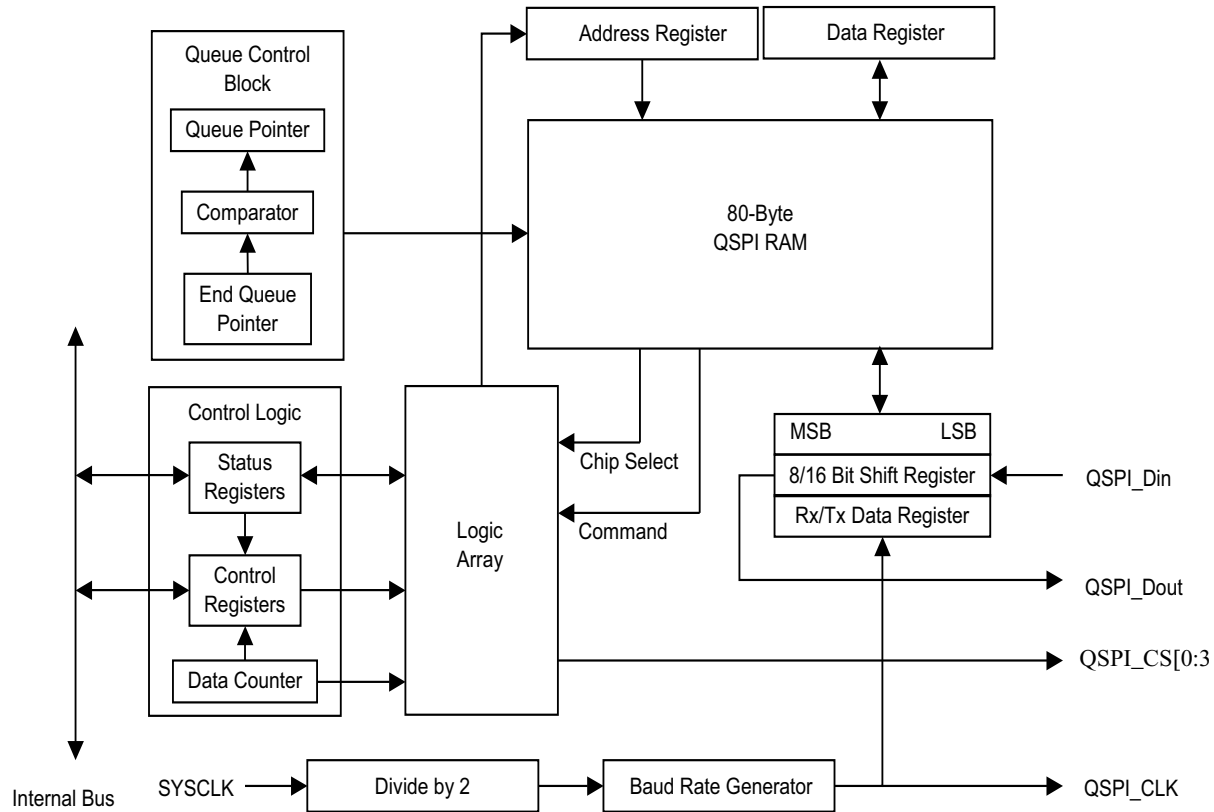 Address Register
Data Register
Queue Control
Block
Queue Pointer
Comparator
End Queue
Pointer
80-Byte
QSPI RAM
Control Logic
Status
Registers
Control
Registers
Data Counter
Logic
Array
Chip Select
Command
MSB
LSB
8/16 Bit Shift Register
Rx/Tx Data Register
QSPI_Din
QSPI_Dout
QSPI_CS[0:3
Internal Bus
SYSCLK
Divide by 2
Baud Rate Generator
QSPI_CLK